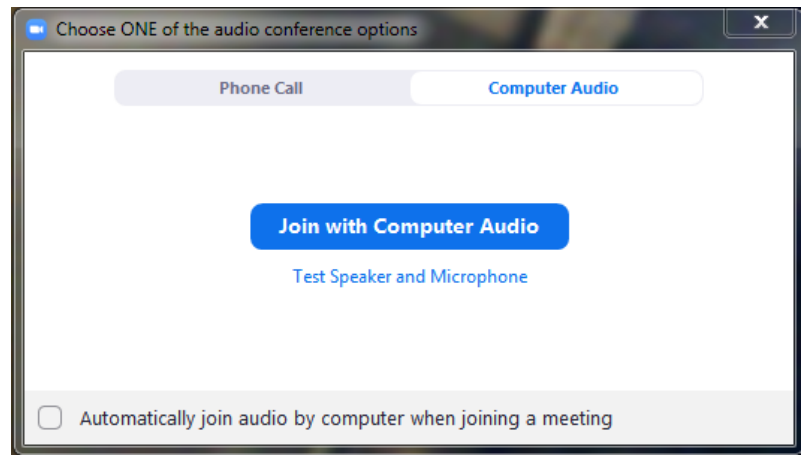 Choose ONE of the audio conference options
Phone Call
Computer Audio
Join with Computer Audio
Test Speaker and Microphone
Automatically join audio by computer when joining a meeting